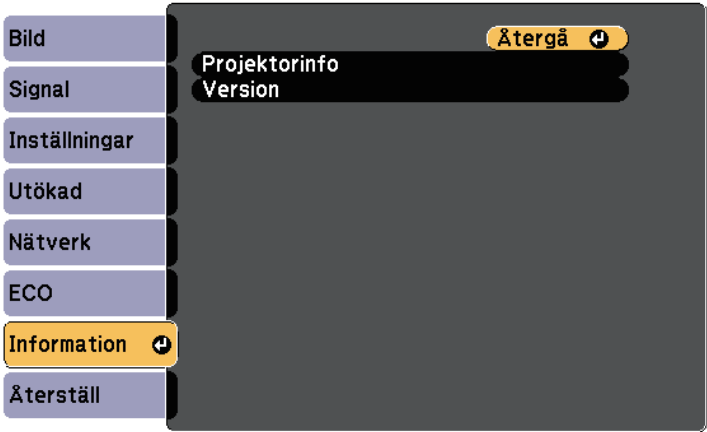 Bild
Signal
Inställningar
Utökad
Nätverk
ECO
Information
Återställ
Återgå
Projektorinfo
Version